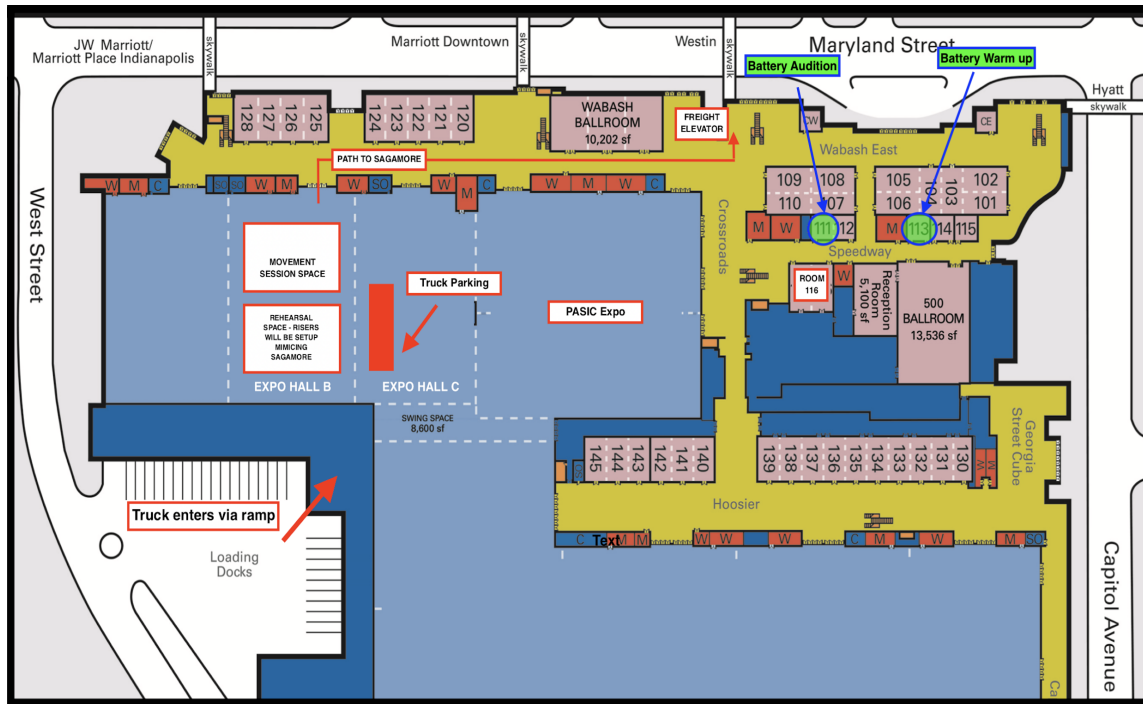 JW Marriott/
Marriott Place Indianapolis
skywalk
Marriott Downtown
skywalk
Westin
skywalk
Maryland Street
Battery Audition
Battery Warm up
Hyatt
skywalk
128
127
126
125
124
123
122
121
120
WABASH
BALLROOM
10,202 sf
FREIGHT
ELEVATOR
CW
CE
Wabash East
PATH TO SAGAMORE
W M C
SO SO W M
W SO
W C
M
W M W C
109 108
110 107
105
104
103
102
106
101
M W
111
12
M
113
14
115
Crossroads
Speedway
West Street
MOVEMENT
SESSION SPACE
Truck Parking
PASIC Expo
REHEARSAL
SPACE - RISERS
WILL BE SETUP
MIMICING
SAGAMORE
EXPO HALL B
EXPO HALL C
SWING SPACE
8,600 sf
ROOM
116
W
Reception
Room
5,100 sf
500
BALLROOM
13,536 sf
Georgia
Street Cube
SO
145
144
143
142
141
140
139
138
137
136
135
134
133
132
131
130
W
W
Hoosier
Truck enters via ramp
Loading
Docks
C Text M M
W W
W
C M
W
M SO
Capitol Avenue
Ca